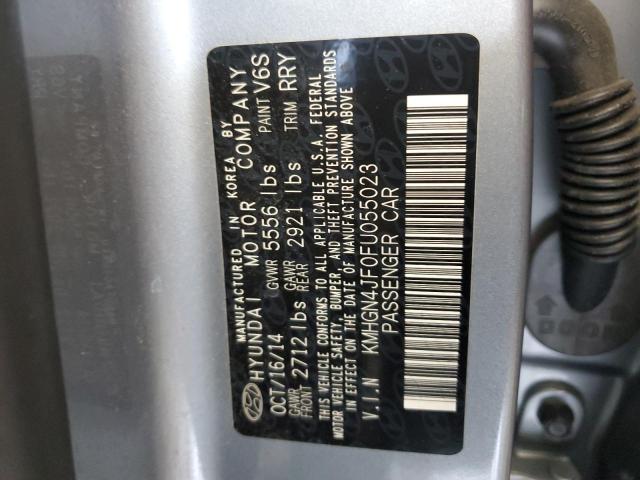 MANUFACTURED IN KOREA BY
HYUNDAI MOTOR COMPANY
OCT/16/14 GVWR 5556 lbs PAINT V6S
GAWR FRONT 2712 lbs GAWR REAR 2921 lbs TRIM RRY
THIS VEHICLE CONFORMS TO ALL APPLICABLE U.S.A. FEDERAL
MOTOR VEHICLE SAFETY, BUMPER, AND THEFT PREVENTION STANDARDS
IN EFFECT ON THE DATE OF MANUFACTURE SHOWN ABOVE
V.I.N KMHGN4JF0FU055023
PASSENGER CAR
DOOR